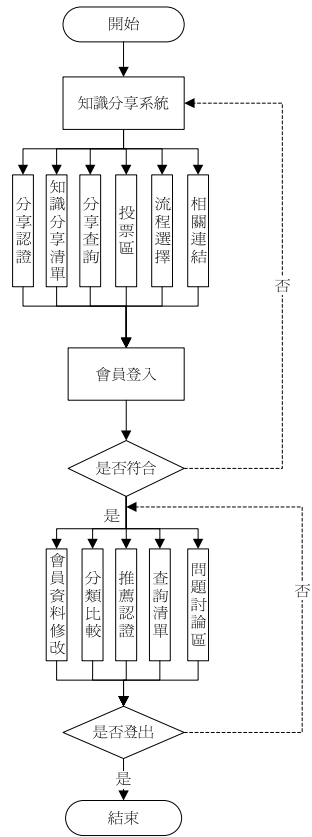 開始
知識分享系統
分享認證
知識分享清單
分享查詢
投票區
流程選擇
相關連結
否
會員登入
是否符合
是
會員資料修改
分類比較
推薦認證
查詢清單
問題討論區
否
是否登出
是
結束